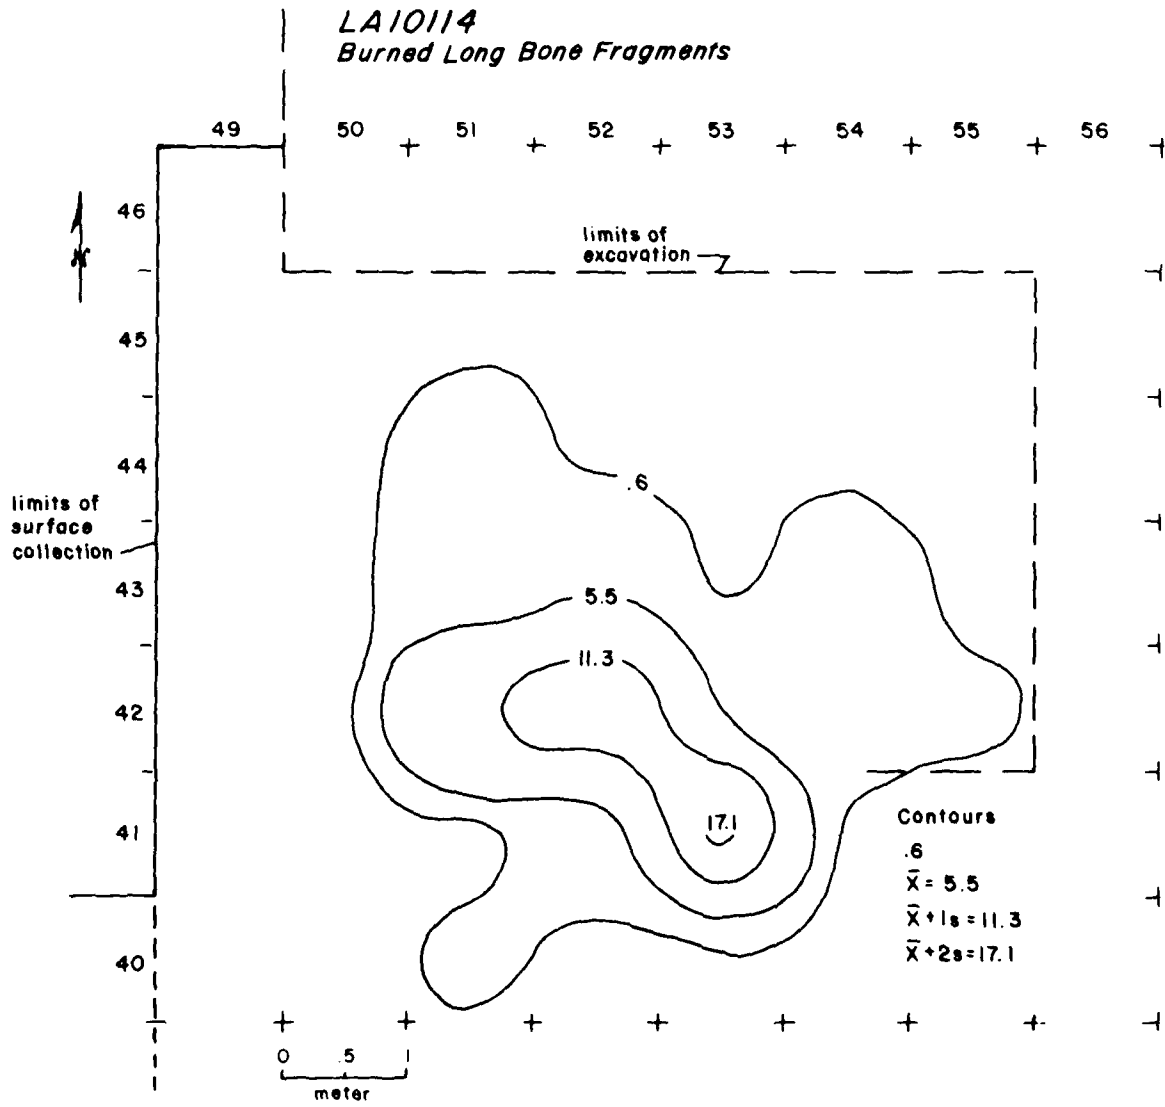 LA10114
Burned Long Bone Fragments
49 50 51 52 53 54 55 56
46
N
limits of
excavation
45
44
.6
limits of
surface
collection
43
5.5
11.3
42
17.1
41
Contours
.6
X̄ = 5.5
X̄+1s=11.3
X̄+2s=17.1
40
0 .5 1
meter